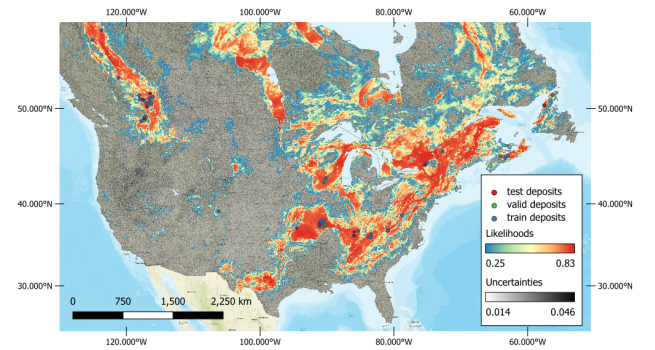 120.000°W 100.000°W 80.000°W 60.000°W
50.000°N 50.000°N
40.000°N 40.000°N
30.000°N 30.000°N
test deposits
valid deposits
train deposits
Likelihoods
0.25 0.83
Uncertainties
0.014 0.046
0 750 1,500 2,250 km
120.000°W 100.000°W 80.000°W 60.000°W